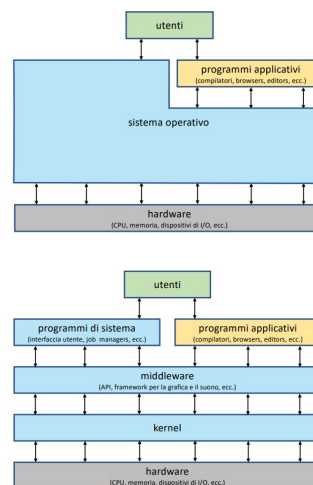 utenti
programmi applicativi
(compilatori, browsers, editors, ecc.)
sistema operativo
hardware
(CPU, memoria, dispositivi di I/O, ecc.)
utenti
programmi di sistema
(interfaccia utente, job managers, ecc.)
programmi applicativi
(compilatori, browsers, editors, ecc.)
middleware
(API, framework per la grafica e il suono, ecc.)
kernel
hardware
(CPU, memoria, dispositivi di I/O, ecc.)